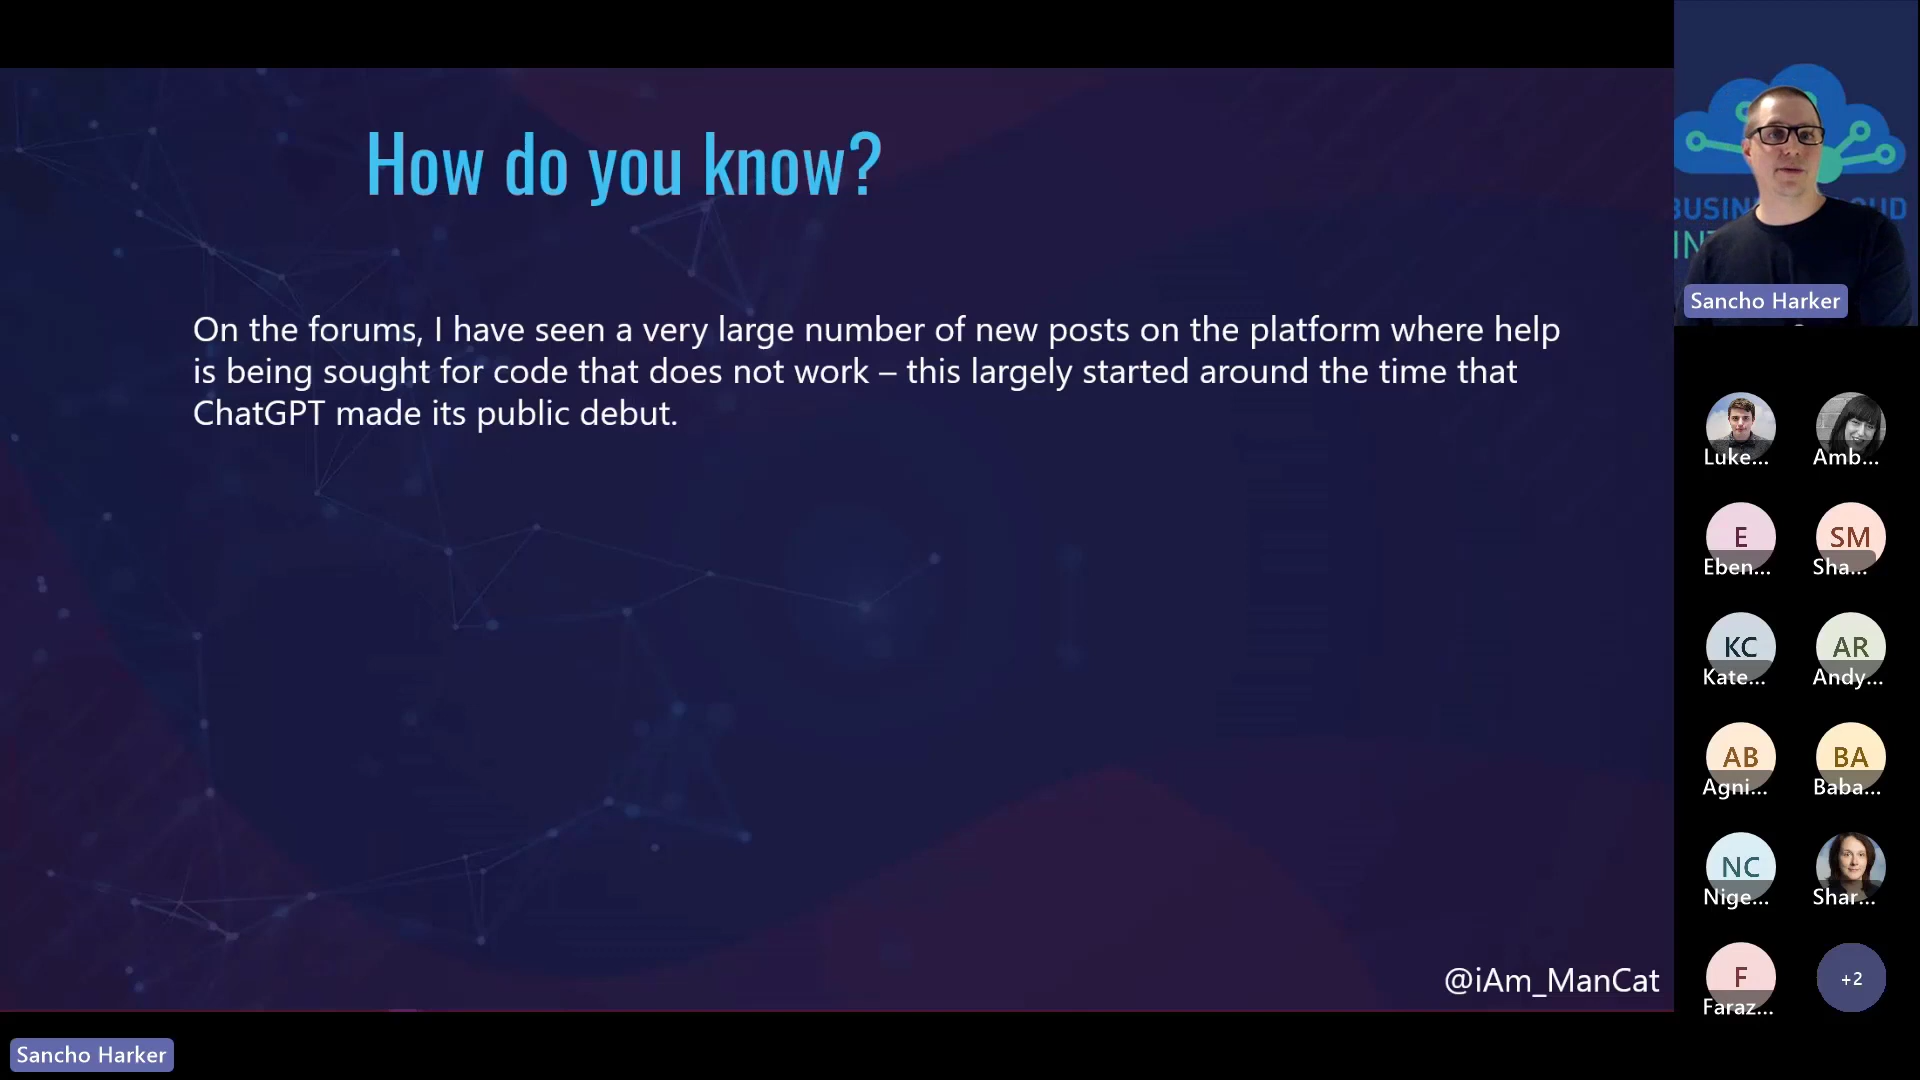 How do you know?
On the forums, I have seen a very large number of new posts on the platform where help
is being sought for code that does not work – this largely started around the time that
ChatGPT made its public debut.
@iAm_ManCat
Sancho Harker
BUSIN
UD
IN
Sancho Harker
Luke...
Amb...
E
SM
Eben...
Sha...
KC
AR
Kate...
Andy...
AB
BA
Agni...
Baba...
NC
Nige...
Shar...
F
+2
Faraz...